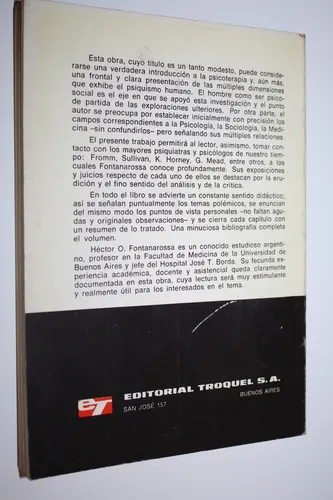 Esta obra, cuyo título es un tanto modesto, puede conside-
rarse una verdadera introducción a la psicoterapia y, aún más,
una frontal y clara presentación de las múltiples dimensiones
que exhibe el psiquismo humano. El hombre como ser psico-
social es el eje en que se apoyó esta investigación y el punto
de partida de las exploraciones ulteriores. Por otra parte, el
autor se preocupa por establecer inicialmente con precisión los
campos correspondientes a la Psicología, la Sociología, la Medi-
cina —sin confundirlos— pero señalando sus múltiples relaciones.
El presente trabajo permitirá al lector, asimismo, tomar con-
tacto con los mayores psiquiatras y psicólogos de nuestro tiem-
po: Fromm, Sullivan, K. Horney, G. Mead, entre otros, a los
cuales Fontanarossa conoce profundamente. Sus exposiciones
y juicios respecto de cada uno de ellos se destacan por la eru-
dición y el fino sentido del análisis y de la crítica.
En todo el libro se advierte un constante sentido didáctico,
así se señalan puntualmente los temas polémicos, se enuncian
del mismo modo los puntos de vista personales —no faltan agu-
das y originales observaciones— y se cierra cada capítulo con
un resumen de lo tratado. Una minuciosa bibliografía completa
el volumen.
Héctor O. Fontanarossa es un conocido estudioso argenti-
no, profesor en la Facultad de Medicina de la Universidad de
Buenos Aires y jefe del Hospital José T. Borda. Su fecunda ex-
periencia académica, docente y asistencial queda claramente
documentada en esta obra, cuya lectura será muy estimulante
y realmente útil para los interesados en el tema.
eT EDITORIAL TROQUEL S.A.
SAN JOSÉ 157 BUENOS AIRES